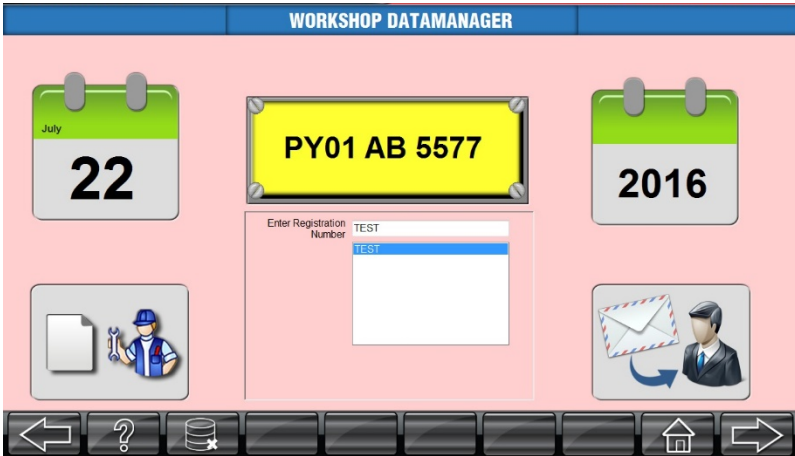 WORKSHOP DATAMANAGER
July
22
PY01 AB 5577
2016
Enter Registration
Number
TEST
TEST
?